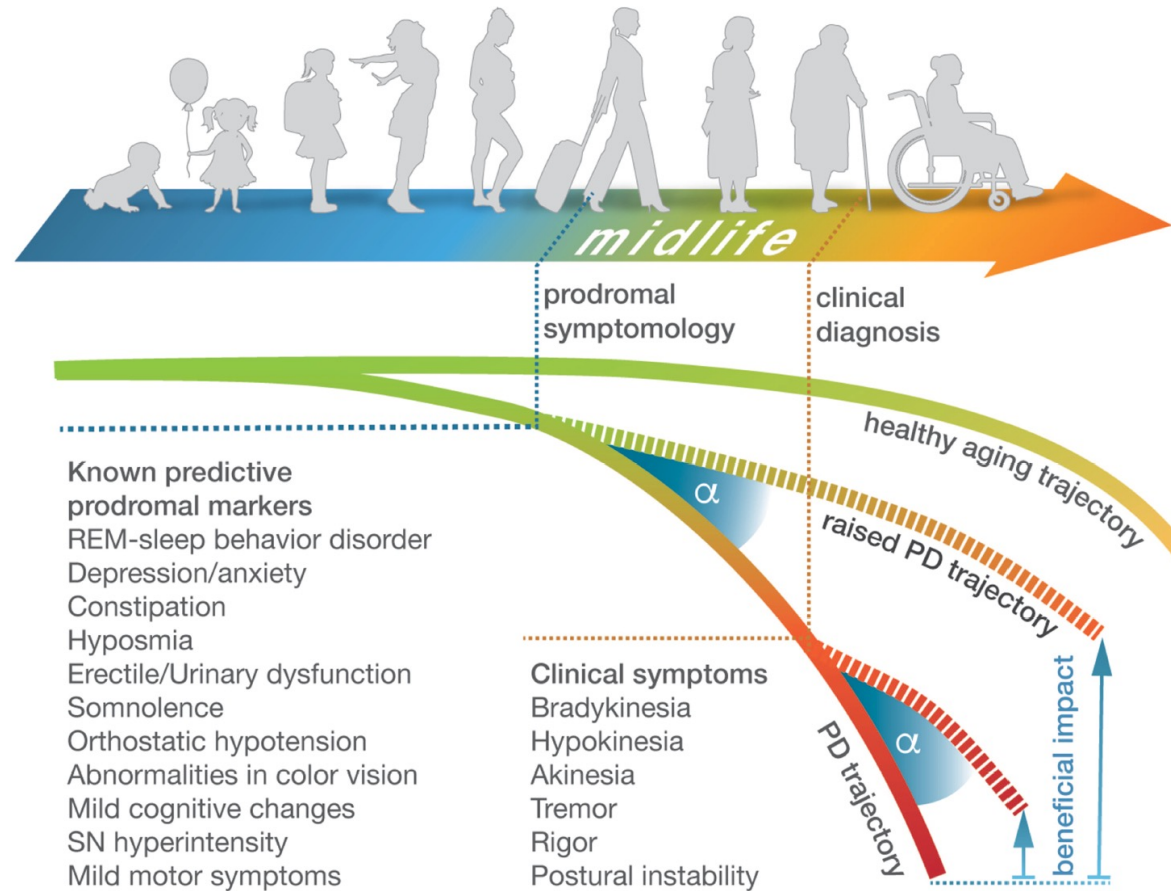 midlife
prodromal
symptomology
clinical
diagnosis
healthy aging trajectory
α
raised PD trajectory
Known predictive
prodromal markers
REM-sleep behavior disorder
Depression/anxiety
Constipation
Hyposmia
Erectile/Urinary dysfunction
Somnolence
Orthostatic hypotension
Abnormalities in color vision
Mild cognitive changes
SN hyperintensity
Mild motor symptoms
Clinical symptoms
Bradykinesia
Hypokinesia
Akinesia
Tremor
Rigor
Postural instability
α
PD trajectory
beneficial impact